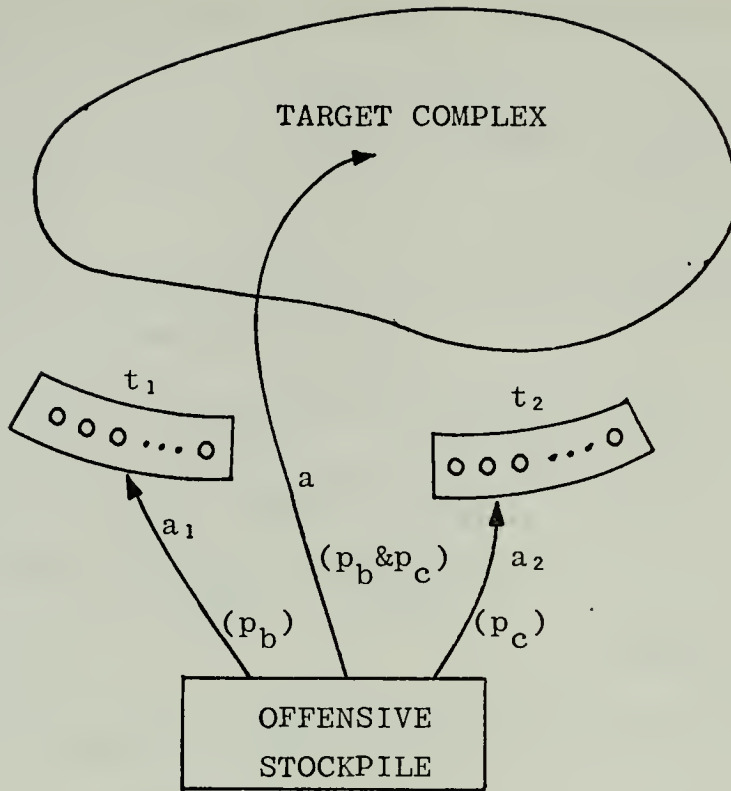 TARGET COMPLEX
t₁
t₂
a
a₁
(p_b&p_c)
a₂
(p_b)
(p_c)
OFFENSIVE
STOCKPILE